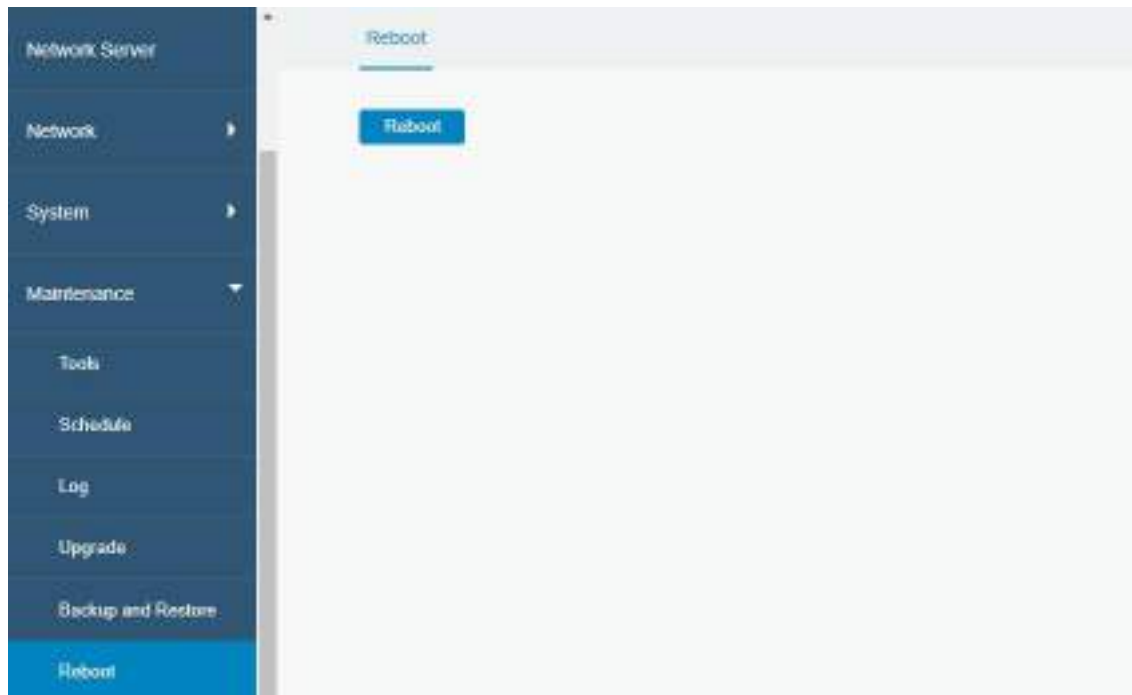 Network Server
Network
System
Maintenance
Tools
Schedule
Log
Upgrade
Backup and Restore
Reboot
Reboot
Reboot